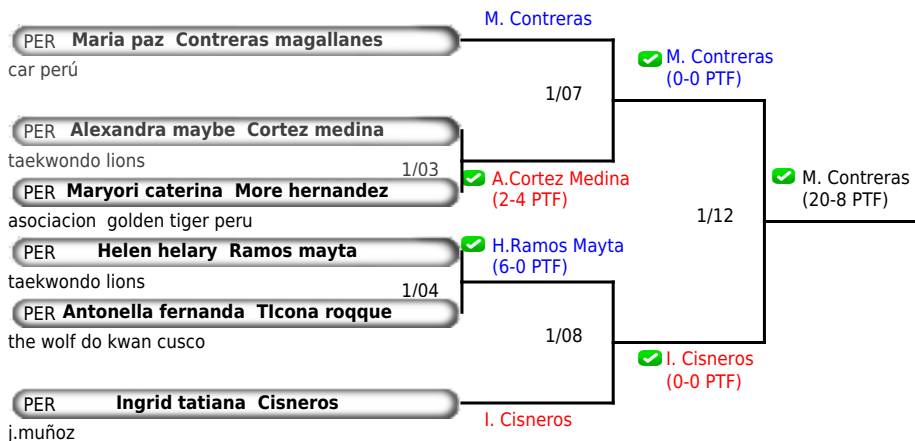 M. Contreras
PER Maria paz Contreras magallanes
car perú
M. Contreras
(0-0 PTF)
1/07
PER Alexandra maybe Cortez medina
taekwondo lions
1/03
A.Cortez Medina
(2-4 PTF)
PER Maryori caterina More hernandez
asociacion golden tiger peru
M. Contreras
(20-8 PTF)
1/12
PER Helen helary Ramos mayta
taekwondo lions
H.Ramos Mayta
(6-0 PTF)
1/04
PER Antonella fernanda TIcona roqque
the wolf do kwan cusco
1/08
I. Cisneros
(0-0 PTF)
PER Ingrid tatiana Cisneros
j.muñoz
I. Cisneros